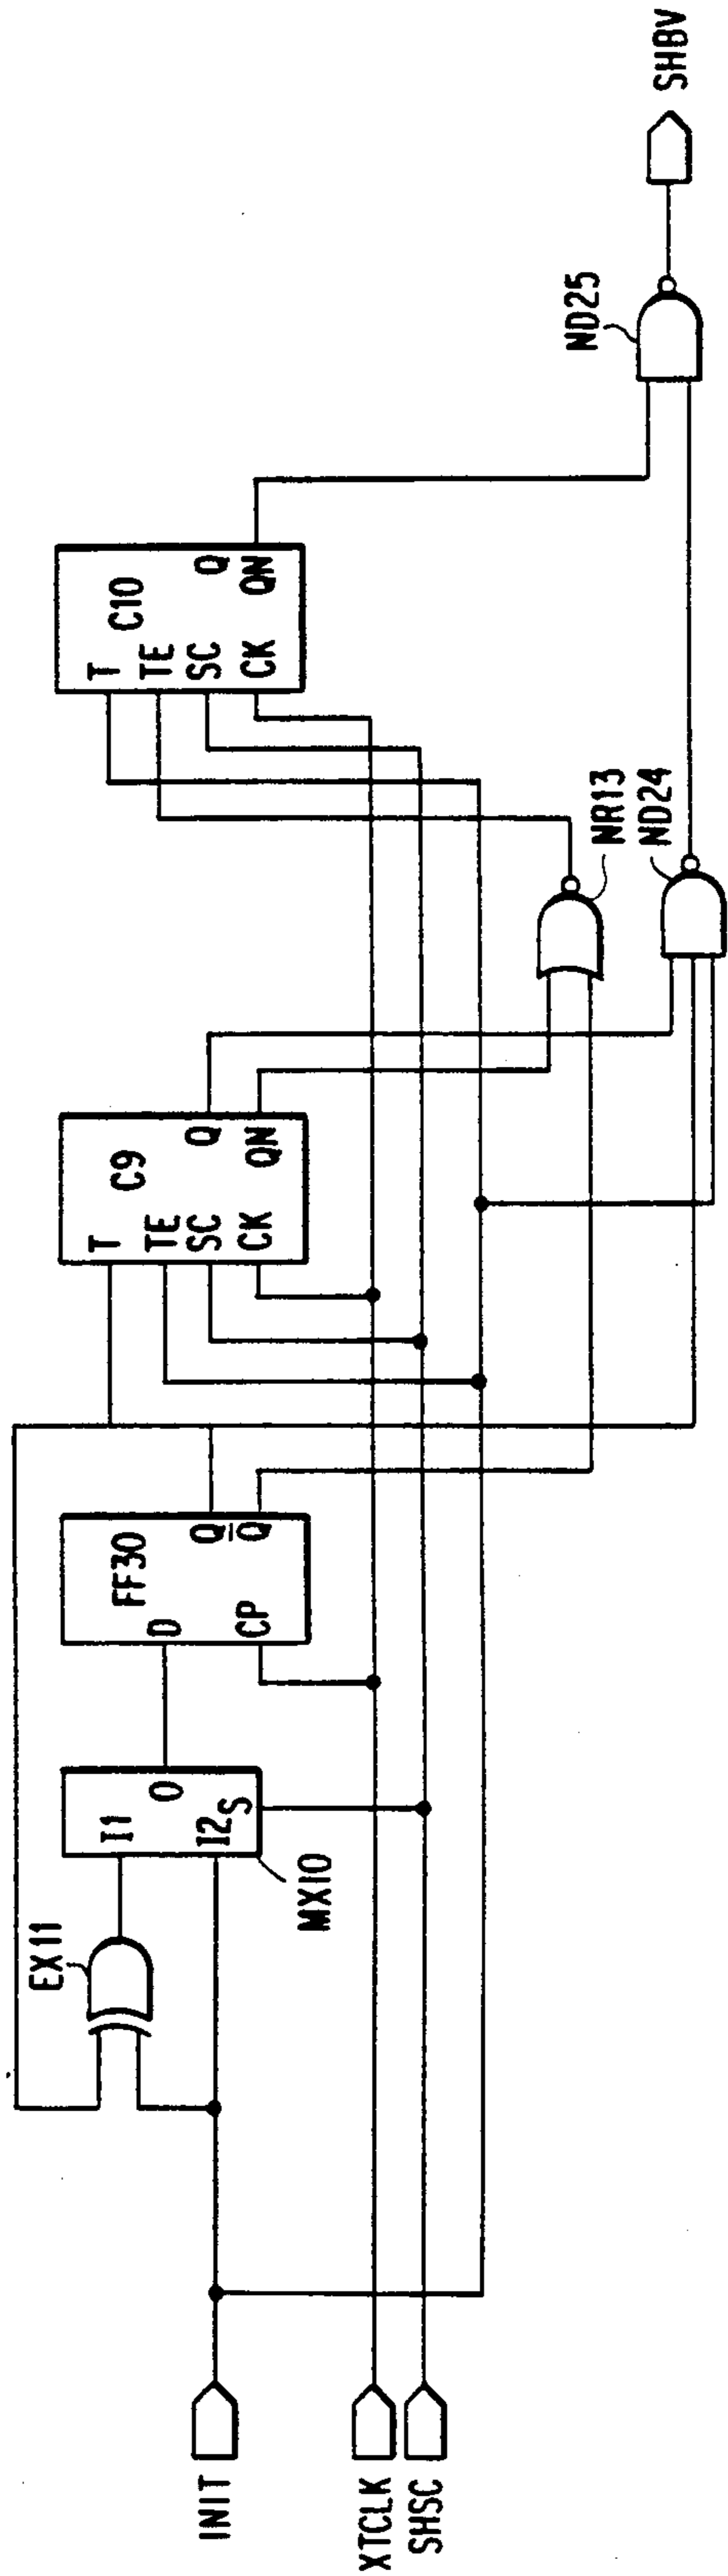 INIT
XTCLK
SHSC
EX11
I1
I2
S
O
MX10
FF30
D
CP
Q
Q̅
C9
T
TE
SC
CK
Q
QN
C10
T
TE
SC
CK
Q
QN
NR13
ND24
ND25
SHBV